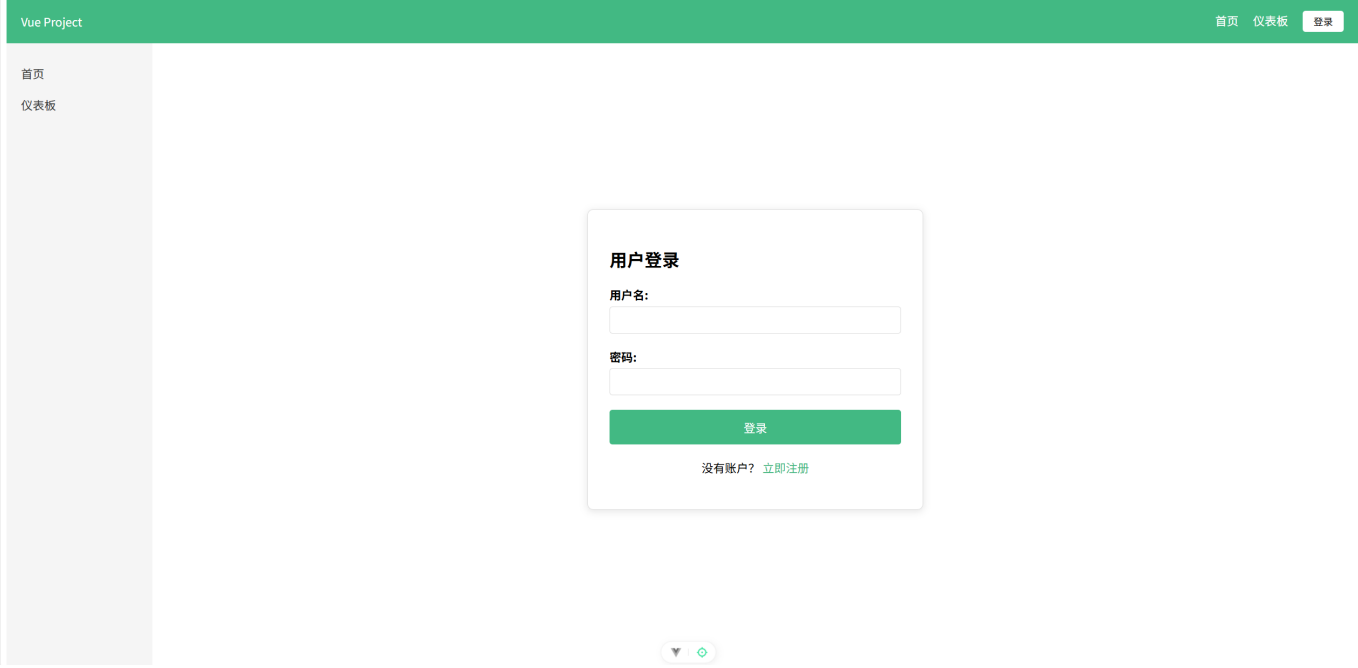 Vue Project
首页 仪表板 登录
首页
仪表板
用户登录
用户名:
密码:
登录
没有账户? 立即注册